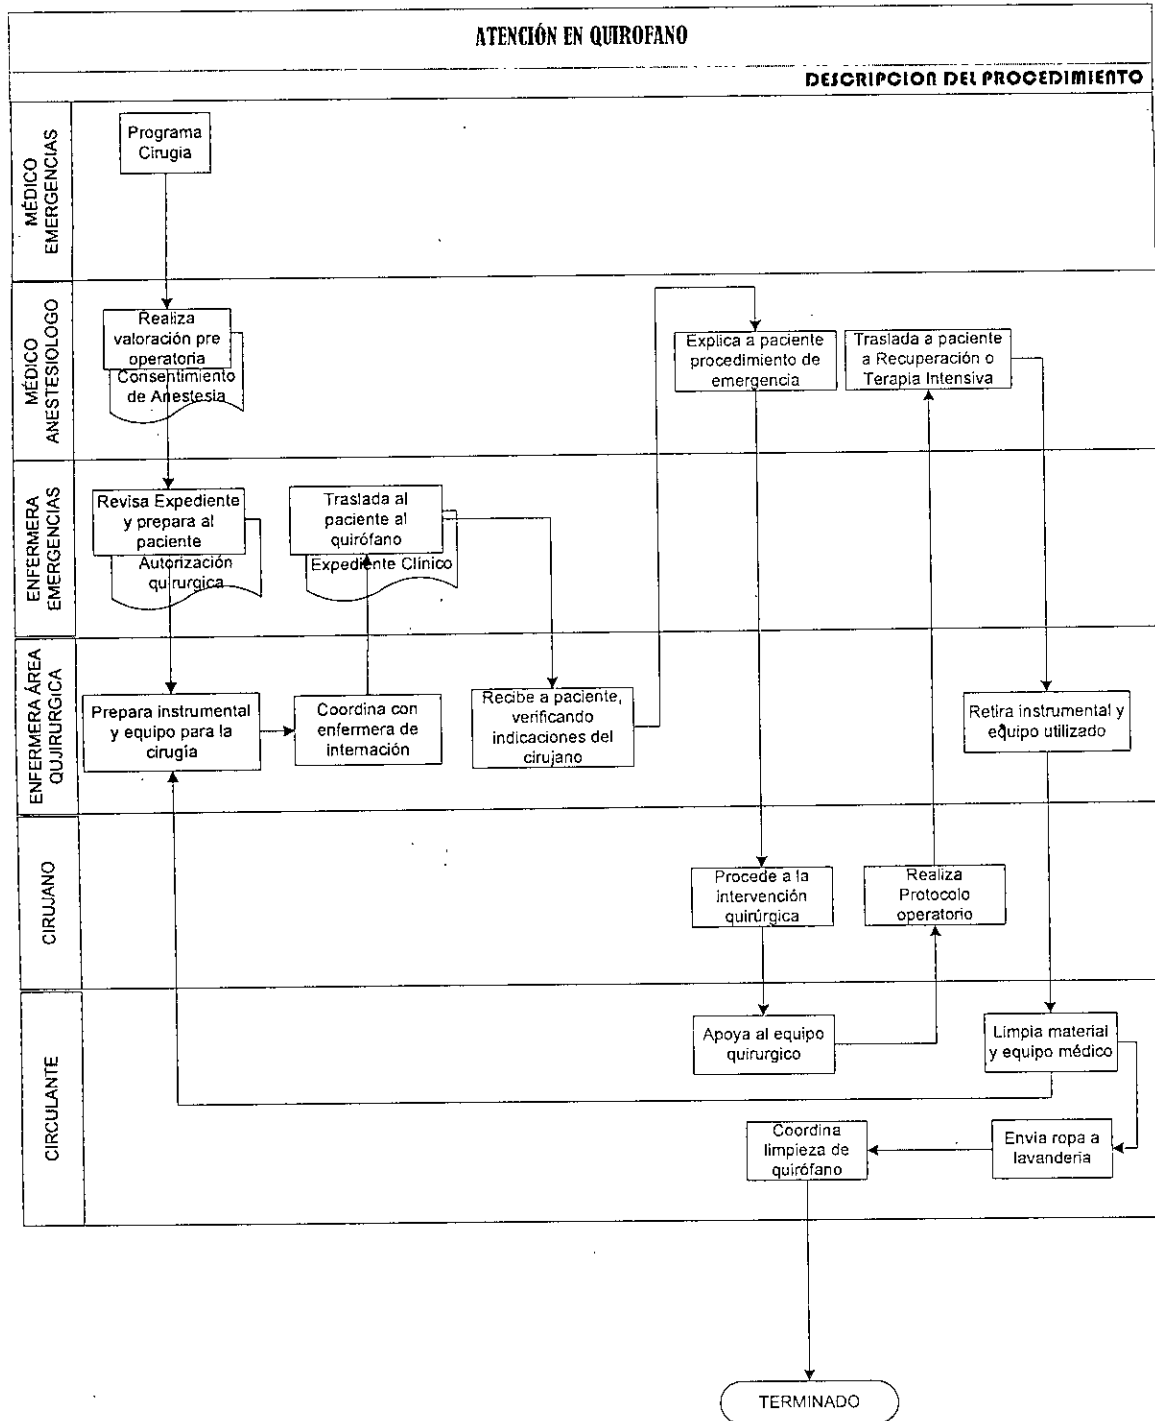 ATENCIÓN EN QUIROFANO
DESCRIPCION DEL PROCEDIMIENTO
MÉDICO
EMERGENCIAS
Programa
Cirugia
MÉDICO
ANESTESIOLOGO
Realiza
valoración pre
operatoria
Consentimiento
de Anestesia
Explica a paciente
procedimiento de
emergencia
Traslada a paciente
a Recuperación o
Terapia Intensiva
ENFERMERA
EMERGENCIAS
Revisa Expediente
y prepara al
paciente
Autorización
quirurgica
Traslada al
paciente al
quirófano
Expediente Clínico
ENFERMERA ÁREA
QUJIRURGICA
Prepara instrumental
y equipo para la
cirugía
Coordina con
enfermera de
internación
Recibe a paciente,
verificando
indicaciones del
cirujano
Retira instrumental y
equipo utilizado
CIRUJANO
Procede a la
intervención
quirúrgica
Realiza
Protocolo
operatorio
CIRCULANTE
Apoya al equipo
quirurgico
Limpia material
y equipo médico
Coordina
limpieza de
quirófano
Envia ropa a
lavanderia
TERMINADO